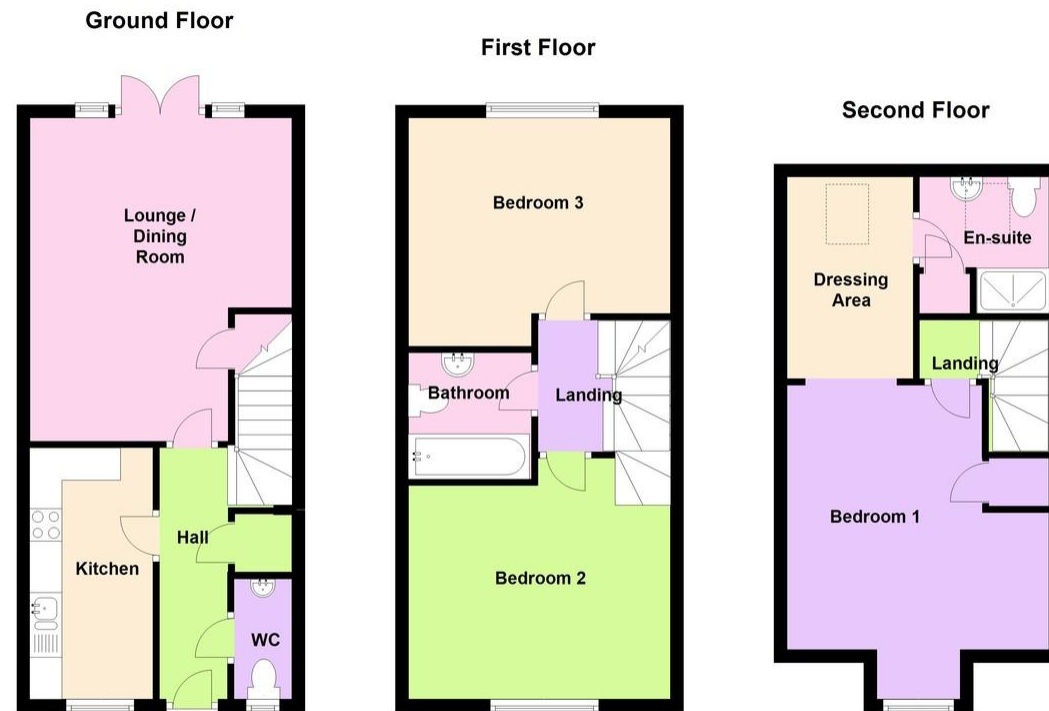 Ground Floor
First Floor
Second Floor
Lounge /
Dining
Room
Kitchen
Hall
WC
Bedroom 3
Bathroom
Landing
Bedroom 2
En-suite
Dressing
Area
Landing
Bedroom 1